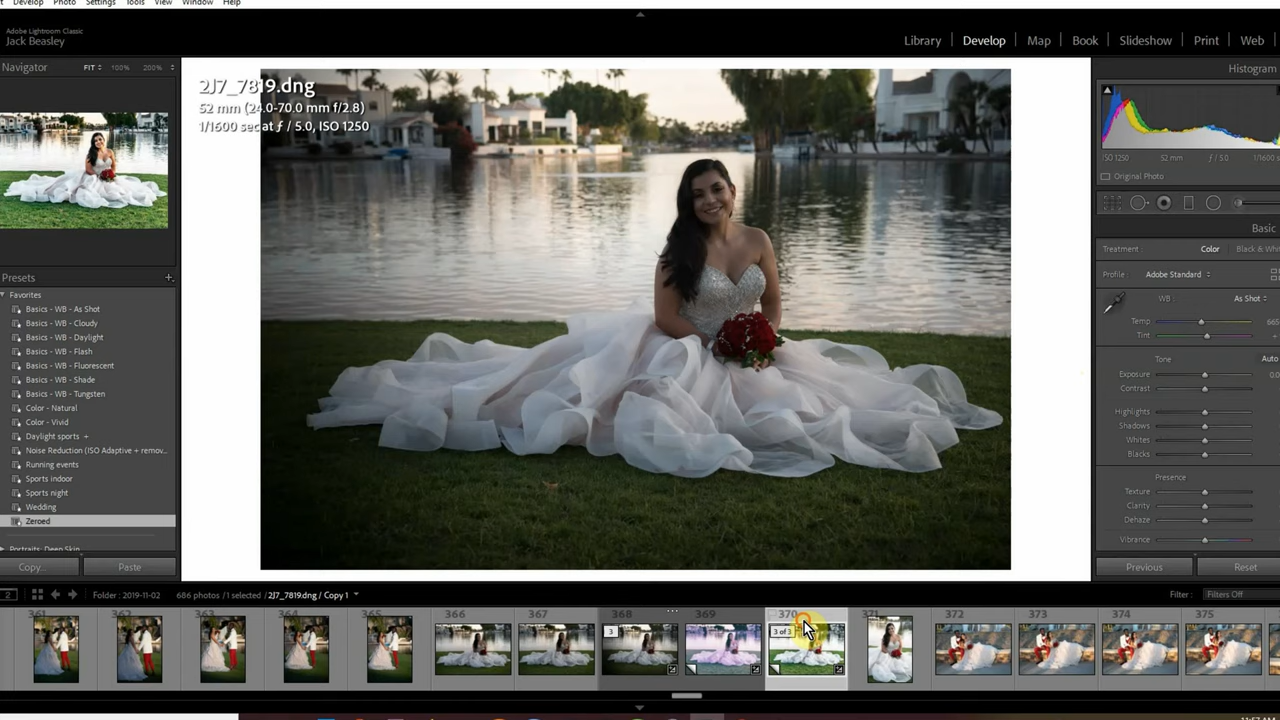 Develop Photo Settings Tools View Window Help
Adobe Lightroom Classic
Jack Beasley
Library | Develop | Map | Book | Slideshow | Print | Web
Navigator FIT 100% 200%
Histogram
2J7_7819.dng
52 mm (24.0-70.0 mm f/2.8)
1/1600 sec at ƒ / 5.0, ISO 1250
ISO 1250 52 mm ƒ / 5.0 1/1600 s
Original Photo
Basic
Treatment: Color Black & Whi
Profile: Adobe Standard
WB: As Shot
Temp 665
Tint
Tone Auto
Exposure 0.0
Contrast
Highlights
Shadows
Whites
Blacks
Presence
Texture
Clarity
Dehaze
Vibrance
Presets +
Favorites
Basics - WB - As Shot
Basics - WB - Cloudy
Basics - WB - Daylight
Basics - WB - Flash
Basics - WB - Fluorescent
Basics - WB - Shade
Basics - WB - Tungsten
Color - Natural
Color - Vivid
Daylight sports +
Noise Reduction (ISO Adaptive + remov...
Running events
Sports indoor
Sports night
Wedding
Zeroed
Portraits: Deep Skin
Copy... Paste
Previous Reset
2 Folder: 2019-11-02 686 photos / 1 selected / 2J7_7819.dng / Copy 1
Filter: Filters Off
361 362 363 364 365 366 367 368 369 370 371 372 373 374 375
3 3 of 3